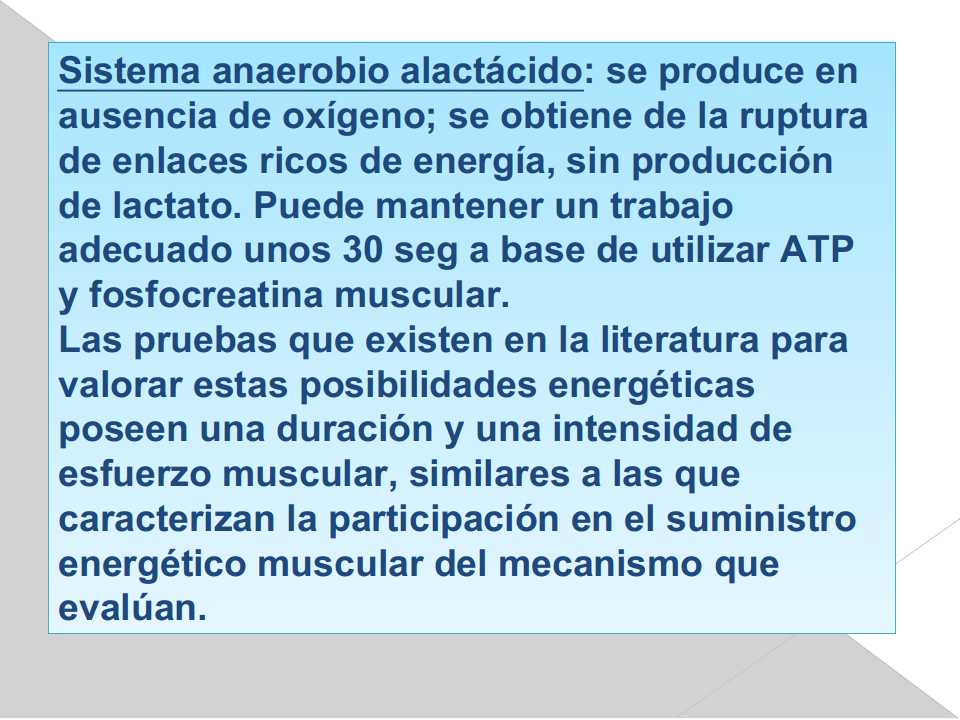 Sistema anaerobio alactácido: se produce en
ausencia de oxígeno; se obtiene de la ruptura
de enlaces ricos de energía, sin producción
de lactato. Puede mantener un trabajo
adecuado unos 30 seg a base de utilizar ATP
y fosfocreatina muscular.
Las pruebas que existen en la literatura para
valorar estas posibilidades energéticas
poseen una duración y una intensidad de
esfuerzo muscular, similares a las que
caracterizan la participación en el suministro
energético muscular del mecanismo que
evalúan.